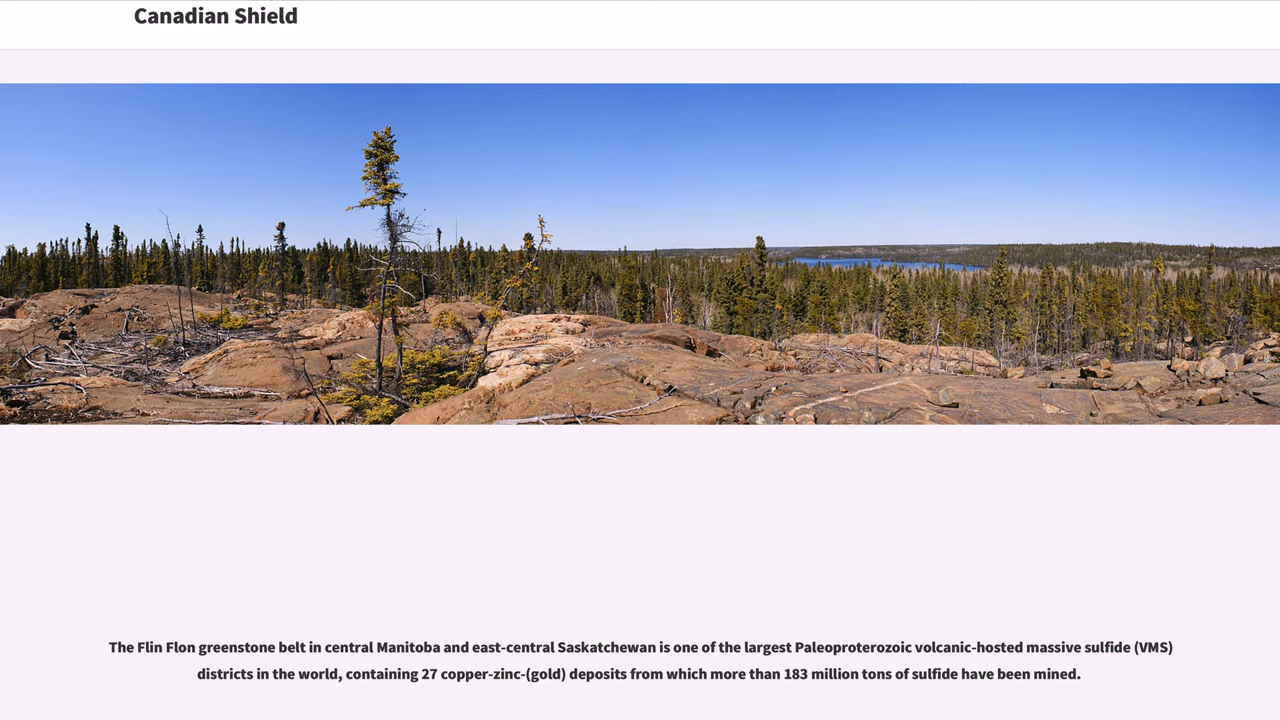 Canadian Shield
The Flin Flon greenstone belt in central Manitoba and east-central Saskatchewan is one of the largest Paleoproterozoic volcanic-hosted massive sulfide (VMS)
districts in the world, containing 27 copper-zinc-(gold) deposits from which more than 183 million tons of sulfide have been mined.